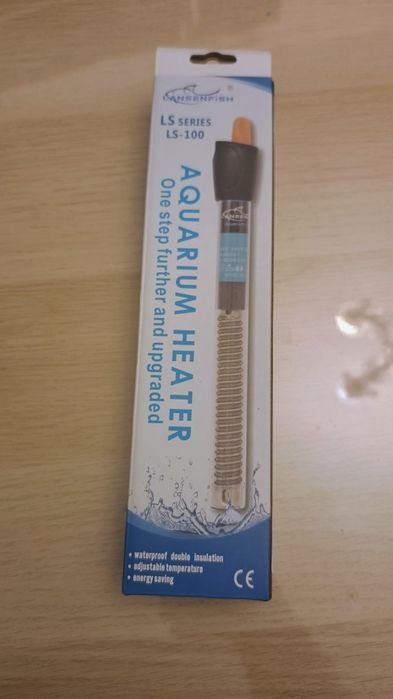 LANSENFISH ®
LS SERIES
LS-100
AQUARIUM HEATER
One step further and upgraded
• waterproof double insulation
• adjustable temperature
• energy saving
CE